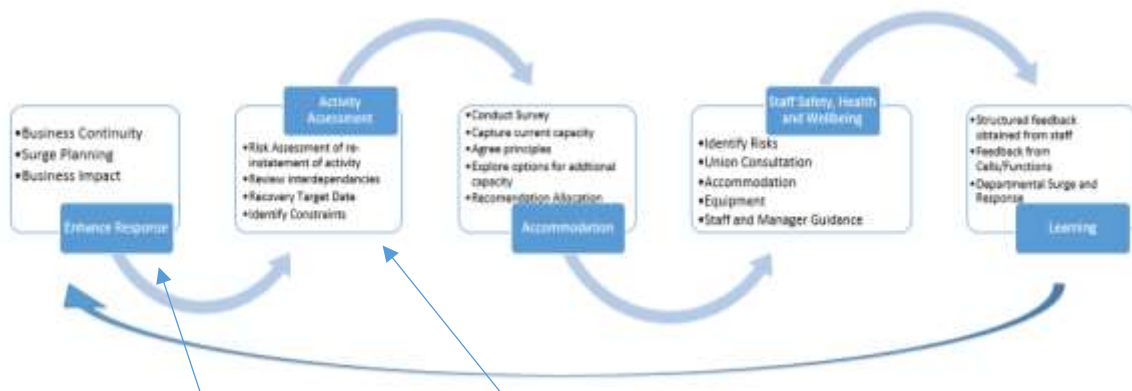 •Business Continuity
•Surge Planning
•Business Impact
Enhance Response
Activity
Assessment
•Risk Assessment of re-
instatement of activity
•Review interdependancies
•Recovery Target Date
•Identify Constraints
•Conduct Survey
•Capture current capacity
•Agree principles
•Explore options for additional
capacity
•Recomendation Allocation
Accommodation
Staff Safety, Health
and Wellbeing
•Identify Risks
•Union Consultation
•Accommodation
•Equipment
•Staff and Manager Guidance
•Structured feedback
obtained from staff
•Feedback from
Cells/Functions
•Departmental Surge and
Response
Learning